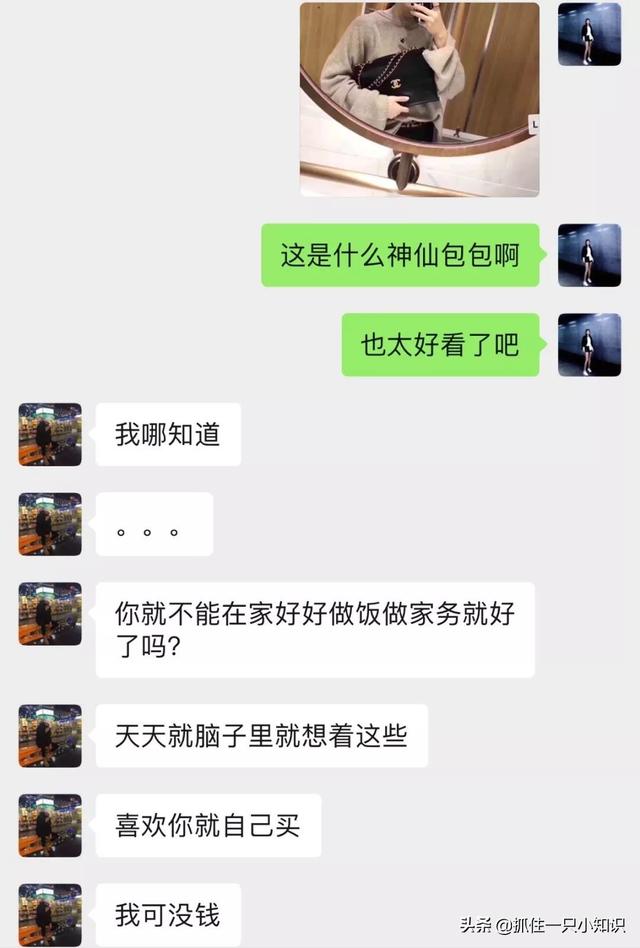 L
这是什么神仙包包啊
也太好看了吧
我哪知道
。。。
你就不能在家好好做饭做家务就好
了吗？
天天就脑子里就想着这些
喜欢你就自己买
我可没钱
头条 @抓住一只小知识